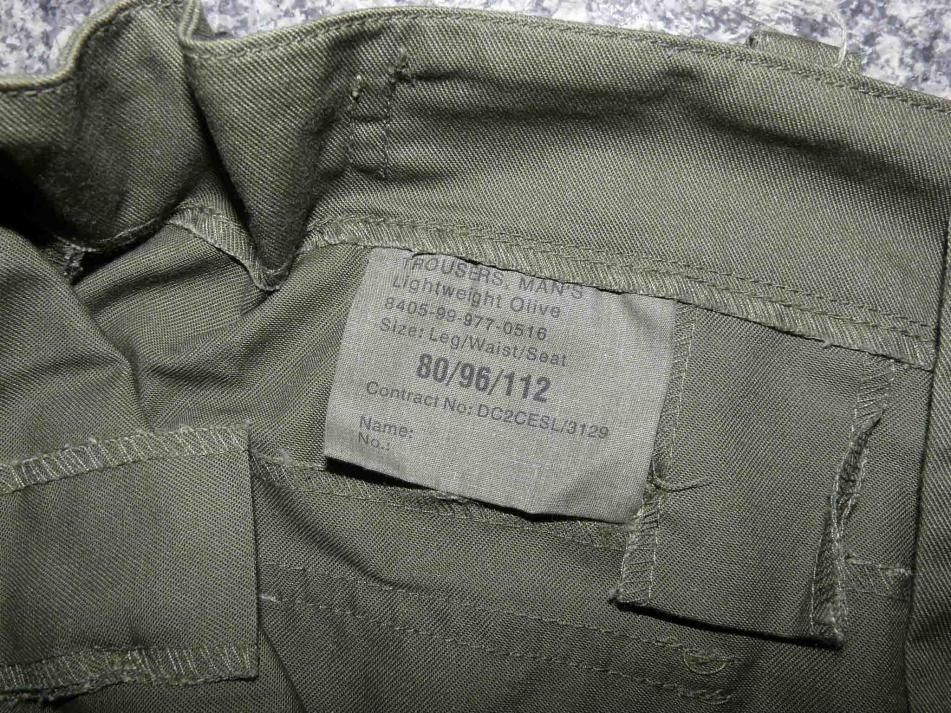 TROUSERS, MAN'S
Lightweight Olive
8405-99-977-0516
Size: Leg/Waist/Seat
80/96/112
Contract No: DC2CESL/3129
Name:
No.: